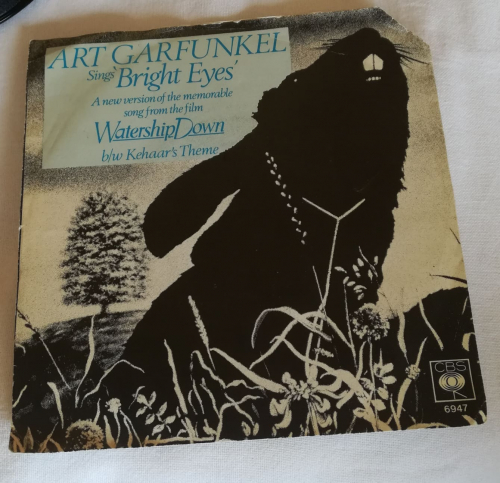 ART GARFUNKEL
Sings 'Bright Eyes'
A new version of the memorable
song from the film
Watership Down
b/w Kehaar's Theme
CBS
6947